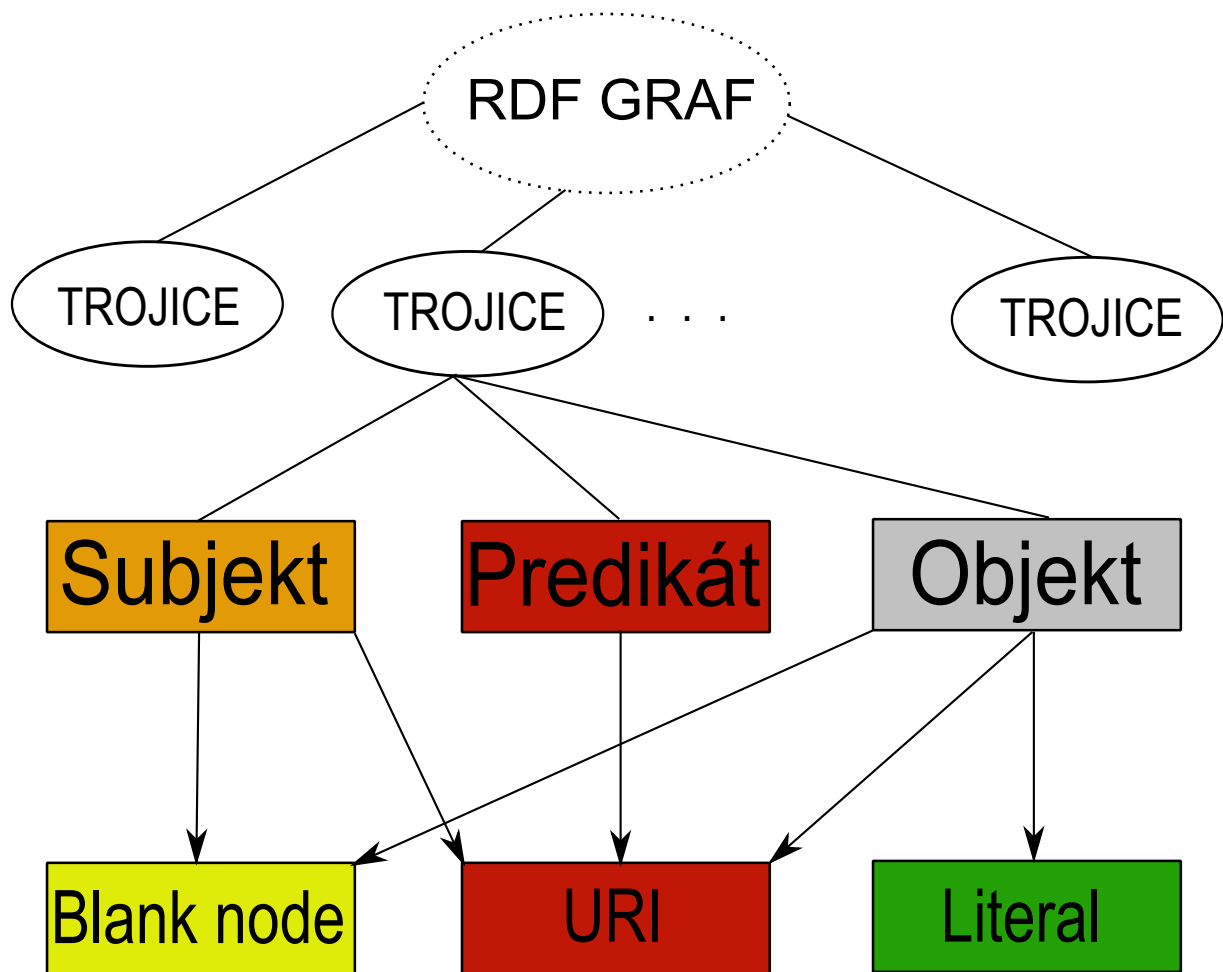 RDF GRAF
TROJICE
TROJICE
. . .
TROJICE
Subjekt
Predikát
Objekt
Blank node
URI
Literal